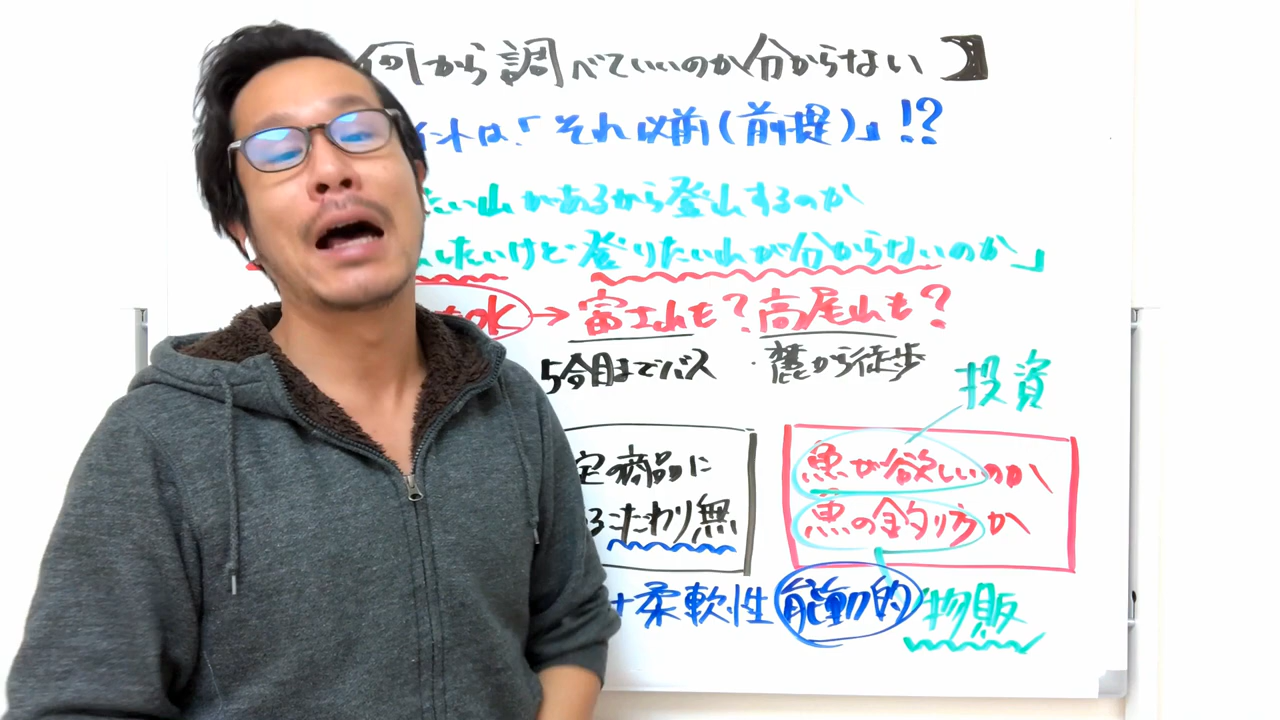 何から調べていいのか分からない】
イントは「それ以前（前提）」!?
たい山があるから登山するのか
したいけど登りたい山が分からないのか」
OK→富士山も？高尾山も？
5合目までバス ・麓から徒歩
投資
定の商品に
るこだわり無
魚が欲しいのか
魚の釣り方か
+柔軟性 能動的 物販